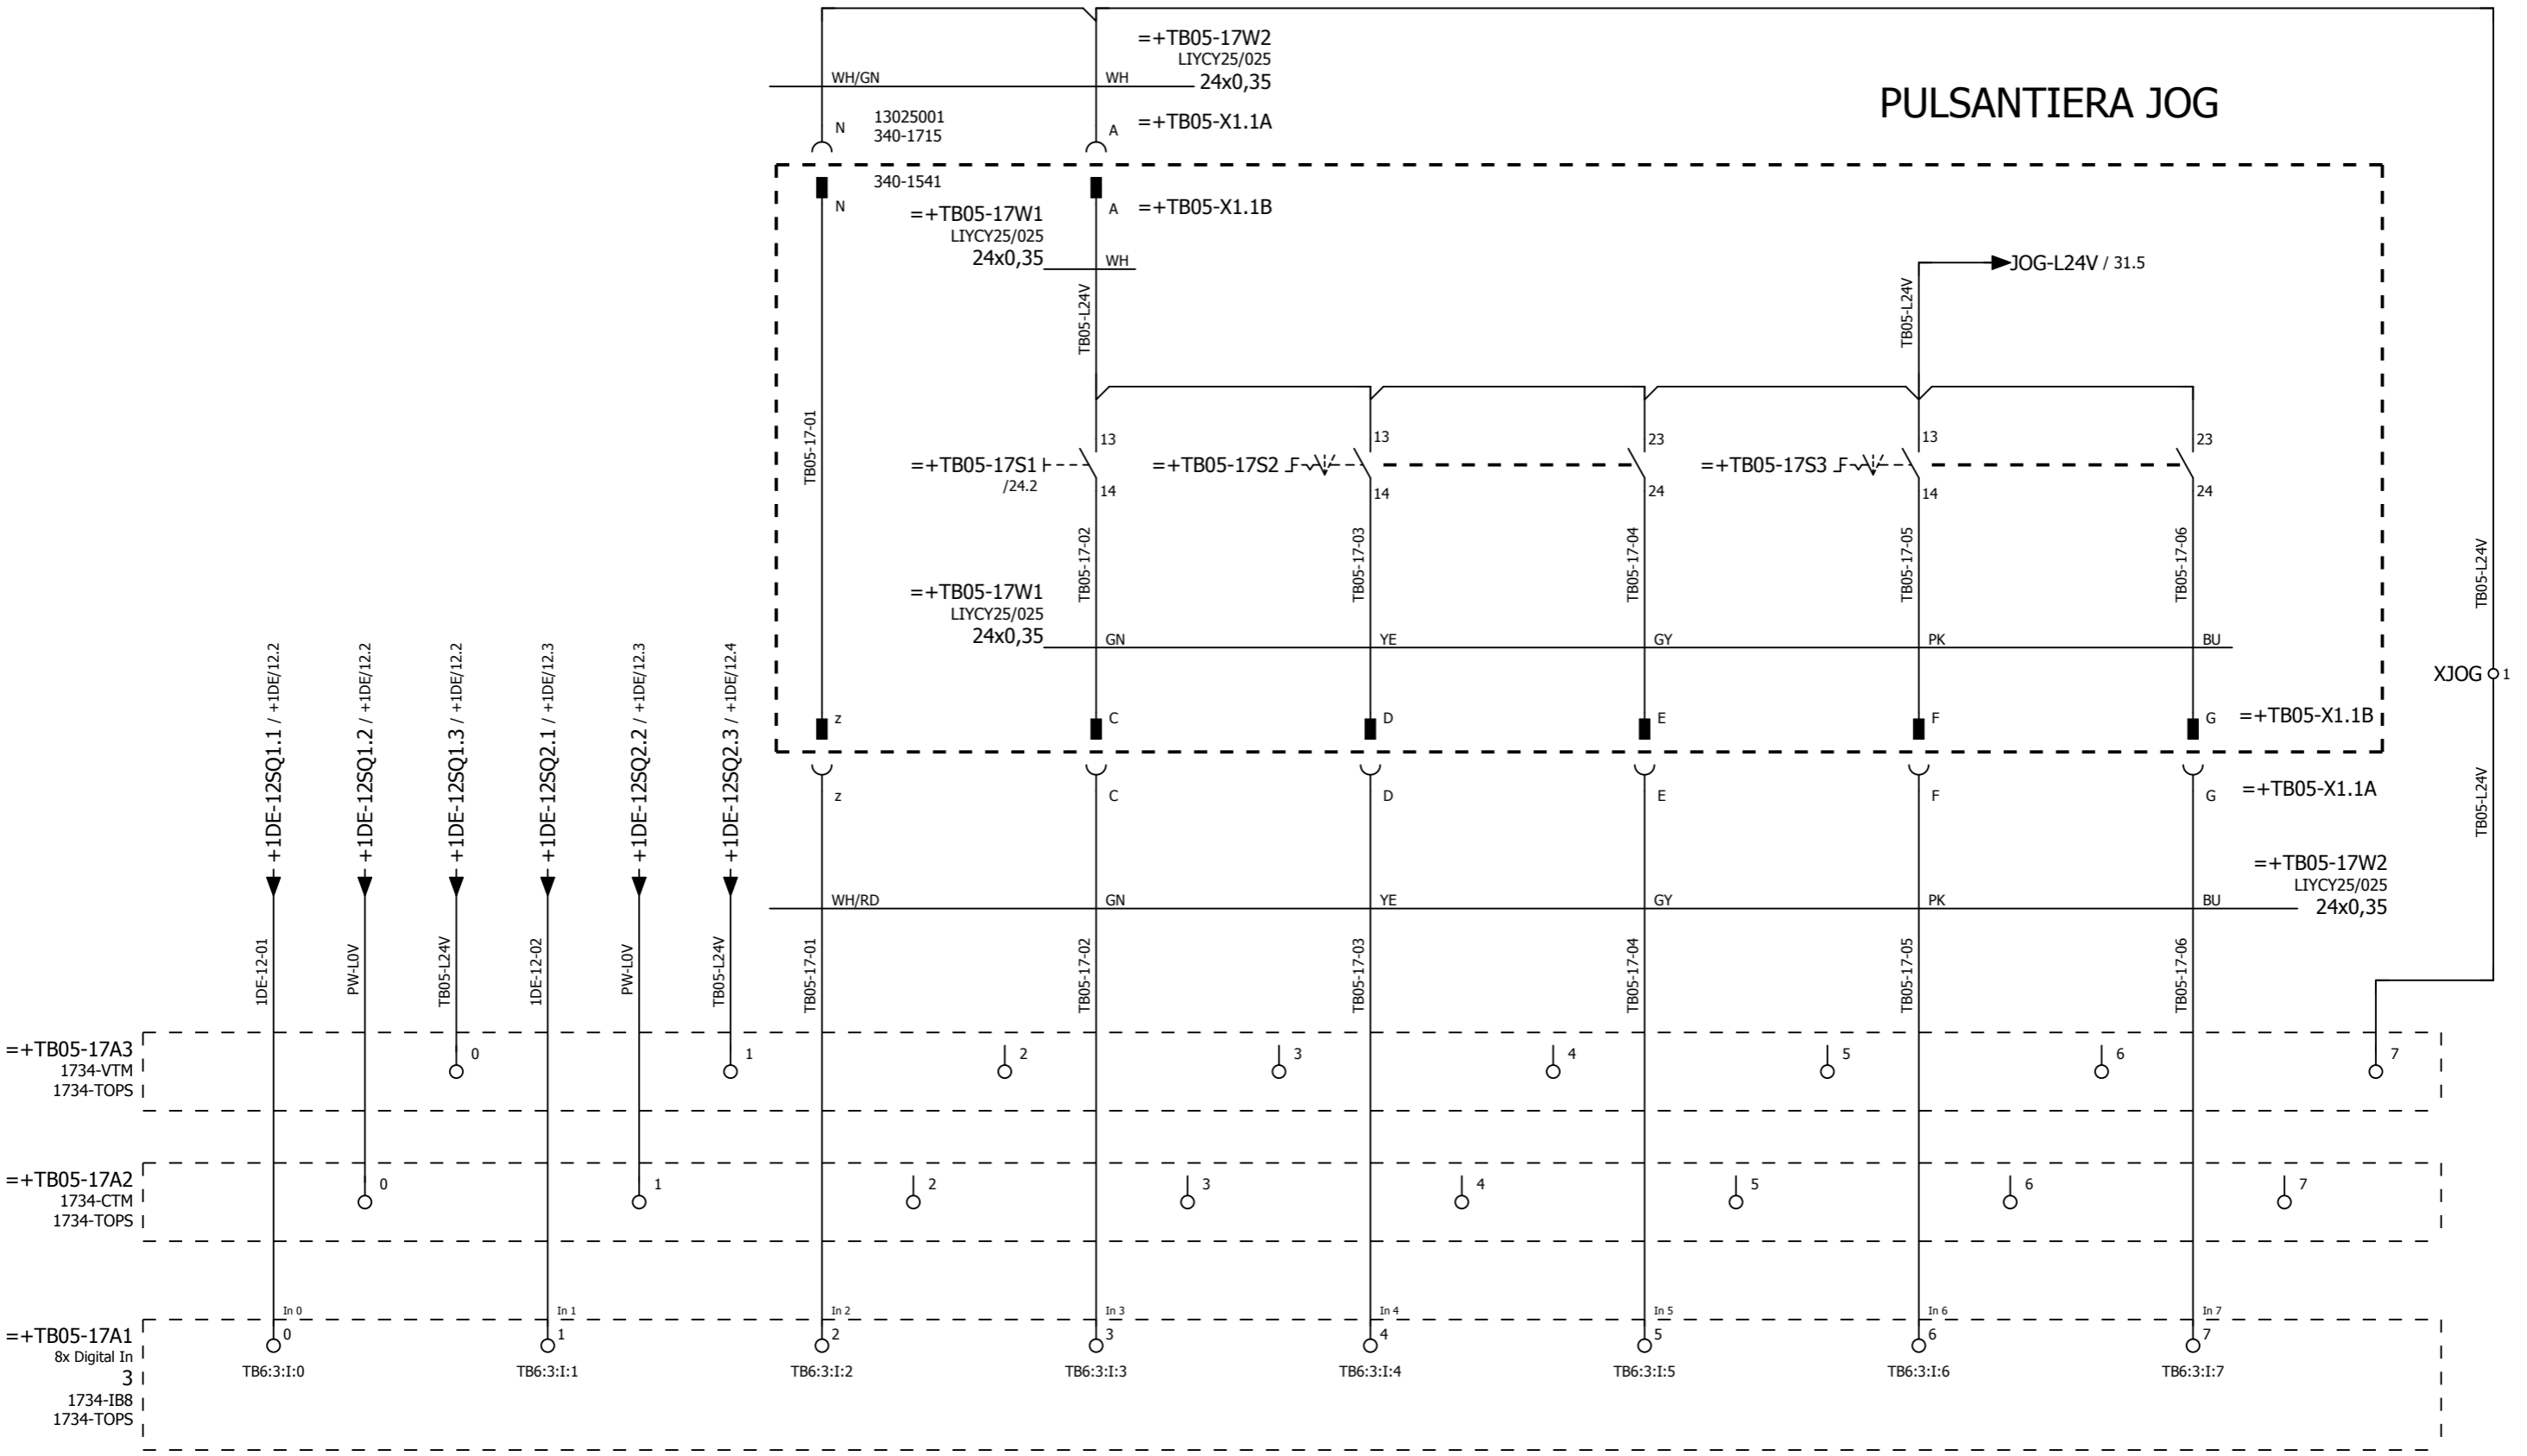 =+TB05-17W2
LIYCY25/025
24x0,35
WH/GN
WH
PULSANTIERA JOG
N
13025001
340-1715
A
=+TB05-X1.1A
340-1541
N
A
=+TB05-X1.1B
=+TB05-17W1
LIYCY25/025
24x0,35
WH
JOG-L24V / 31.5
TB05-L24V
TB05-L24V
TB05-17-01
=+TB05-17S1
/24.2
13
14
=+TB05-17S2
13
14
23
24
=+TB05-17S3
13
14
23
24
TB05-17-02
TB05-17-03
TB05-17-04
TB05-17-05
TB05-17-06
TB05-L24V
=+TB05-17W1
LIYCY25/025
24x0,35
GN
YE
GY
PK
BU
XJOG
1
+1DE-12SQ1.1 / +1DE/12.2
+1DE-12SQ1.2 / +1DE/12.2
+1DE-12SQ1.3 / +1DE/12.2
+1DE-12SQ2.1 / +1DE/12.3
+1DE-12SQ2.2 / +1DE/12.3
+1DE-12SQ2.3 / +1DE/12.4
z
C
D
E
F
G
=+TB05-X1.1B
z
C
D
E
F
G
=+TB05-X1.1A
TB05-L24V
=+TB05-17W2
LIYCY25/025
24x0,35
WH/RD
GN
YE
GY
PK
BU
1DE-12-01
PW-L0V
TB05-L24V
1DE-12-02
PW-L0V
TB05-L24V
TB05-17-01
TB05-17-02
TB05-17-03
TB05-17-04
TB05-17-05
TB05-17-06
=+TB05-17A3
1734-VTM
1734-TOPS
0
1
2
3
4
5
6
7
=+TB05-17A2
1734-CTM
1734-TOPS
0
1
2
3
4
5
6
7
In 0
In 1
In 2
In 3
In 4
In 5
In 6
In 7
=+TB05-17A1
8x Digital In
3
1734-IB8
1734-TOPS
0
1
2
3
4
5
6
7
TB6:3:I:0
TB6:3:I:1
TB6:3:I:2
TB6:3:I:3
TB6:3:I:4
TB6:3:I:5
TB6:3:I:6
TB6:3:I:7